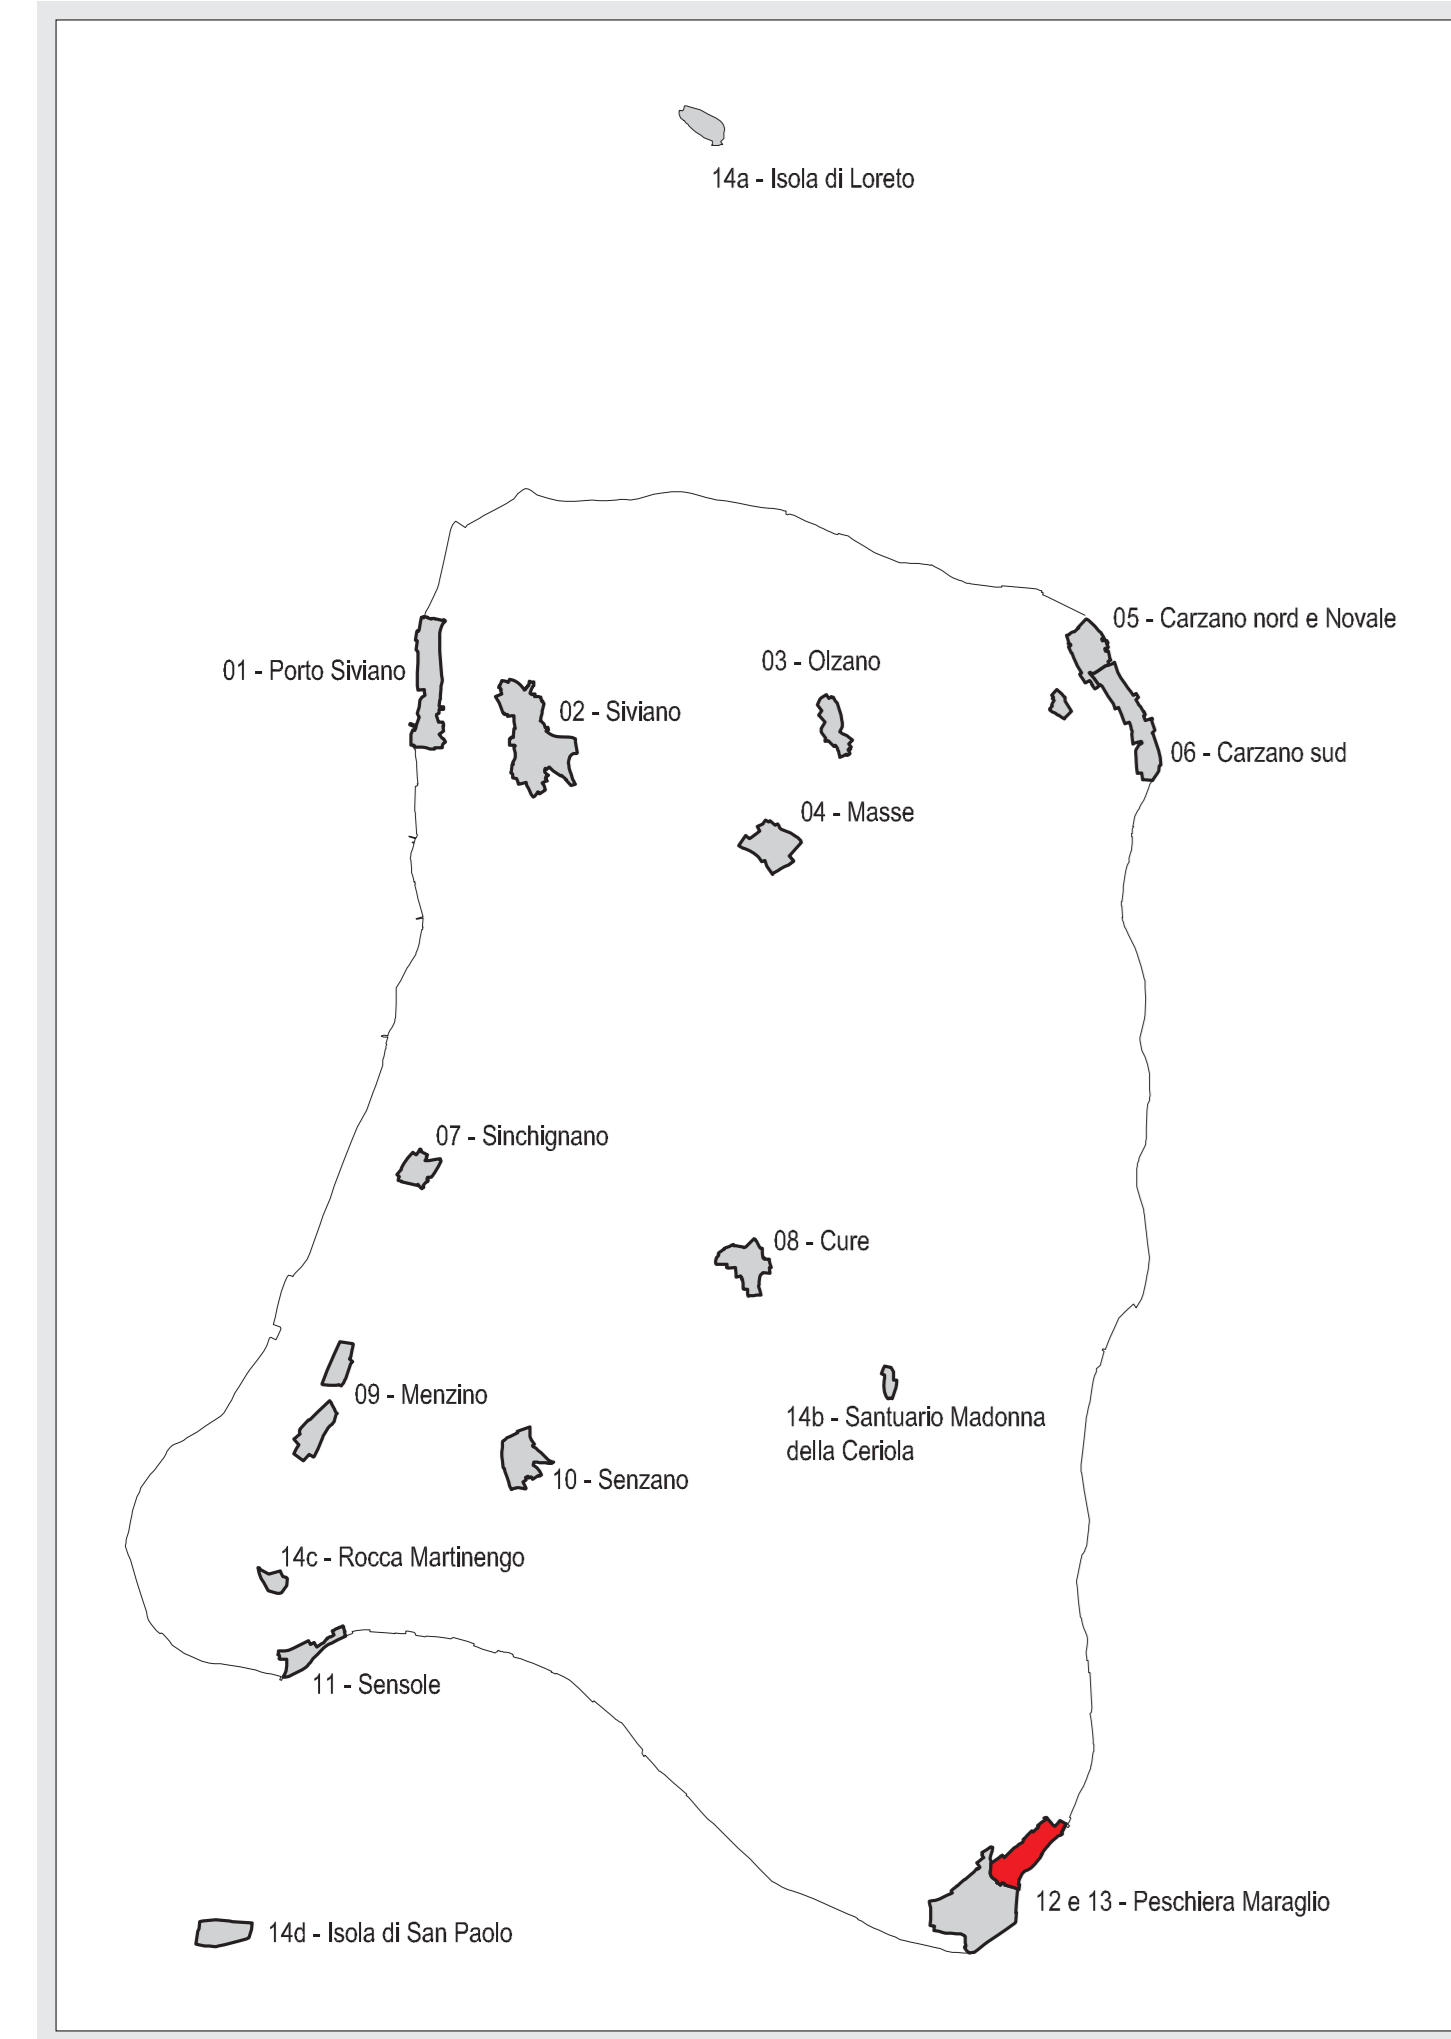 14a - Isola di Loreto
05 - Carzano nord e Novale
03 - Olzano
01 - Porto Siviano
02 - Siviano
06 - Carzano sud
04 - Masse
07 - Sinchignano
08 - Cure
09 - Menzino
14b - Santuario Madonna
della Ceriola
10 - Senzano
14c - Rocca Martinengo
11 - Sensole
12 e 13 - Peschiera Maraglio
14d - Isola di San Paolo